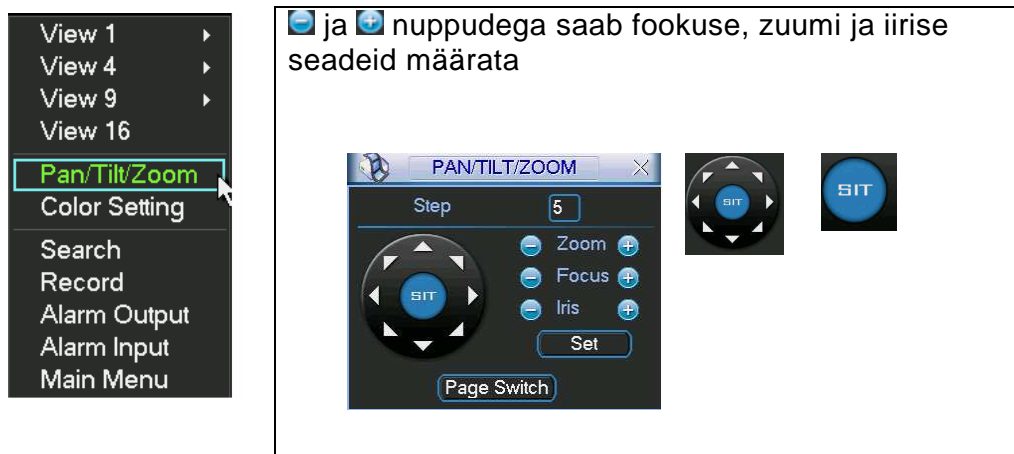 View 1
View 4
View 9
View 16
Pan/Tilt/Zoom
Color Setting
Search
Record
Alarm Output
Alarm Input
Main Menu
ja nuppudega saab fookuse, zuumi ja iirise
seadeid määrata
PAN/TILT/ZOOM
Step 5
Zoom
Focus
Iris
SIT
Set
Page Switch
SIT
SIT